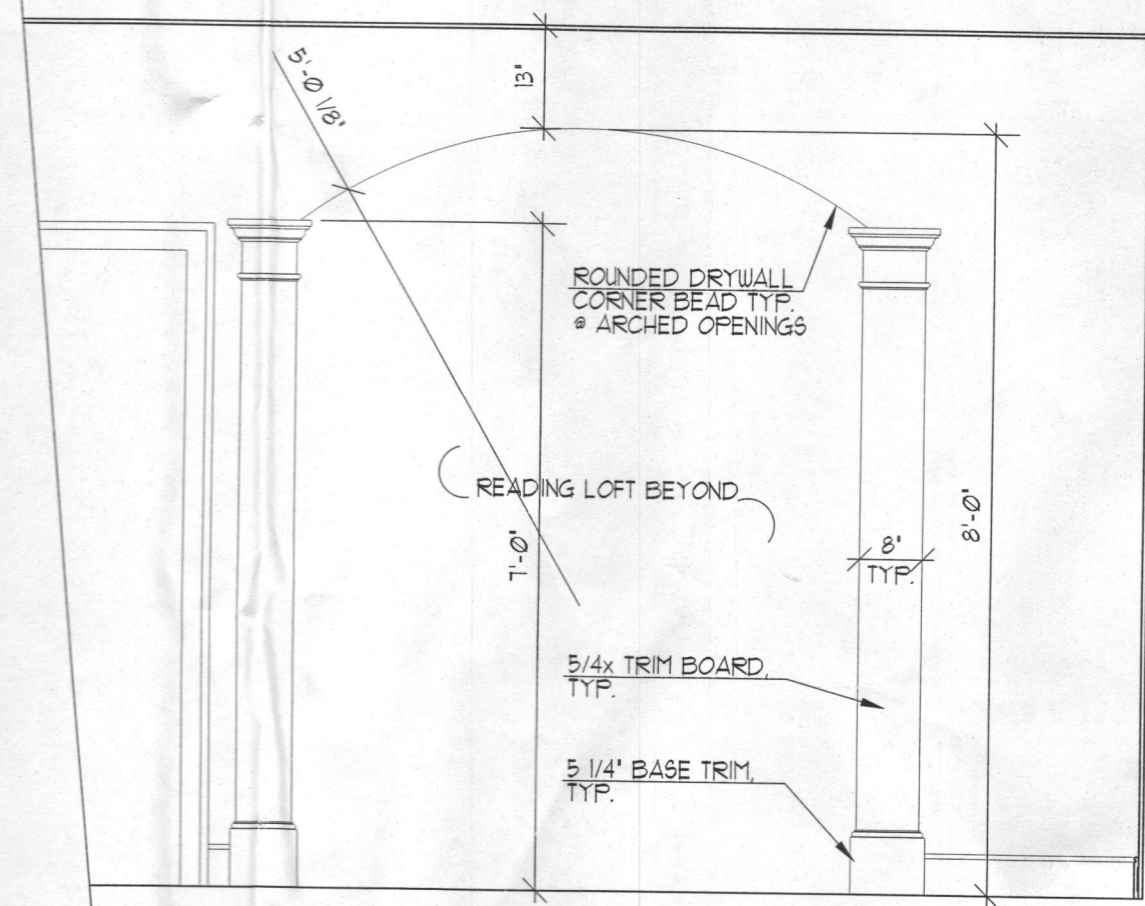 5'-0 1/8"
13"
ROUNDED DRYWALL
CORNER BEAD TYP.
@ ARCHED OPENINGS
READING LOFT BEYOND
7'-0"
8'-0"
8"
TYP.
5/4x TRIM BOARD,
TYP.
5 1/4" BASE TRIM,
TYP.